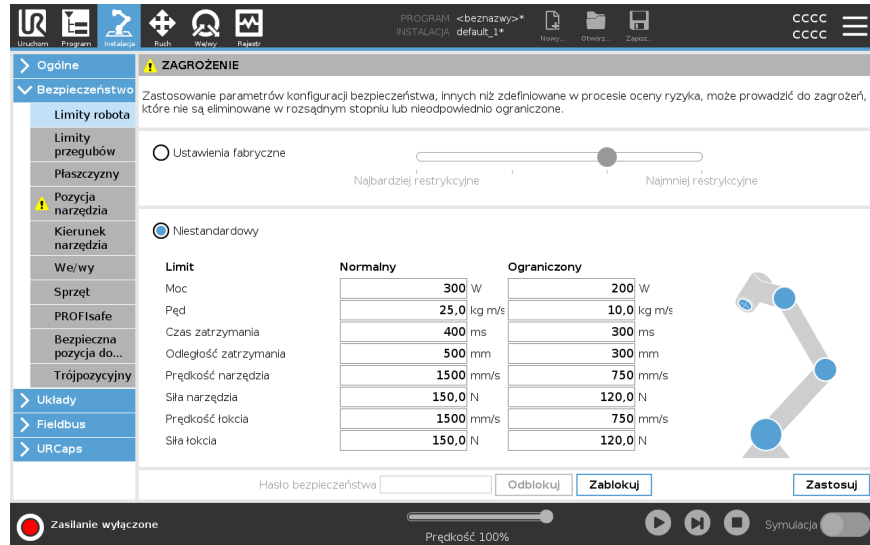 UR
PROGRAM <beznazwy>*
INSTALACJA default_1*
cccc
cccc
Uruchom Program Instalacja Ruch We/wy Rejestr Nowy... Otwórz... Zapisz...
Ogólne
Bezpieczeństwo
Limity robota
Limity
przegubów
Płaszczyzny
Pozycja
narzędzia
Kierunek
narzędzia
We/wy
Sprzęt
PROFIsafe
Bezpieczna
pozycja do...
Trójpozycyjny
Układy
Fieldbus
URCaps
ZAGROŻENIE
Zastosowanie parametrów konfiguracji bezpieczeństwa, innych niż zdefiniowane w procesie oceny ryzyka, może prowadzić do zagrożeń,
które nie są eliminowane w rozsądnym stopniu lub nieodpowiednio ograniczone.
Ustawienia fabryczne
Najbardziej restrykcyjne Najmniej restrykcyjne
Niestandardowy
Limit Normalny Ograniczony
Moc 300 W 200 W
Pęd 25,0 kg m/s 10,0 kg m/s
Czas zatrzymania 400 ms 300 ms
Odległość zatrzymania 500 mm 300 mm
Prędkość narzędzia 1500 mm/s 750 mm/s
Siła narzędzia 150,0 N 120,0 N
Prędkość łokcia 1500 mm/s 750 mm/s
Siła łokcia 150,0 N 120,0 N
Hasło bezpieczeństwa Odblokuj Zablokuj Zastosuj
Zasilanie wyłączone
Prędkość 100%
Symulacja